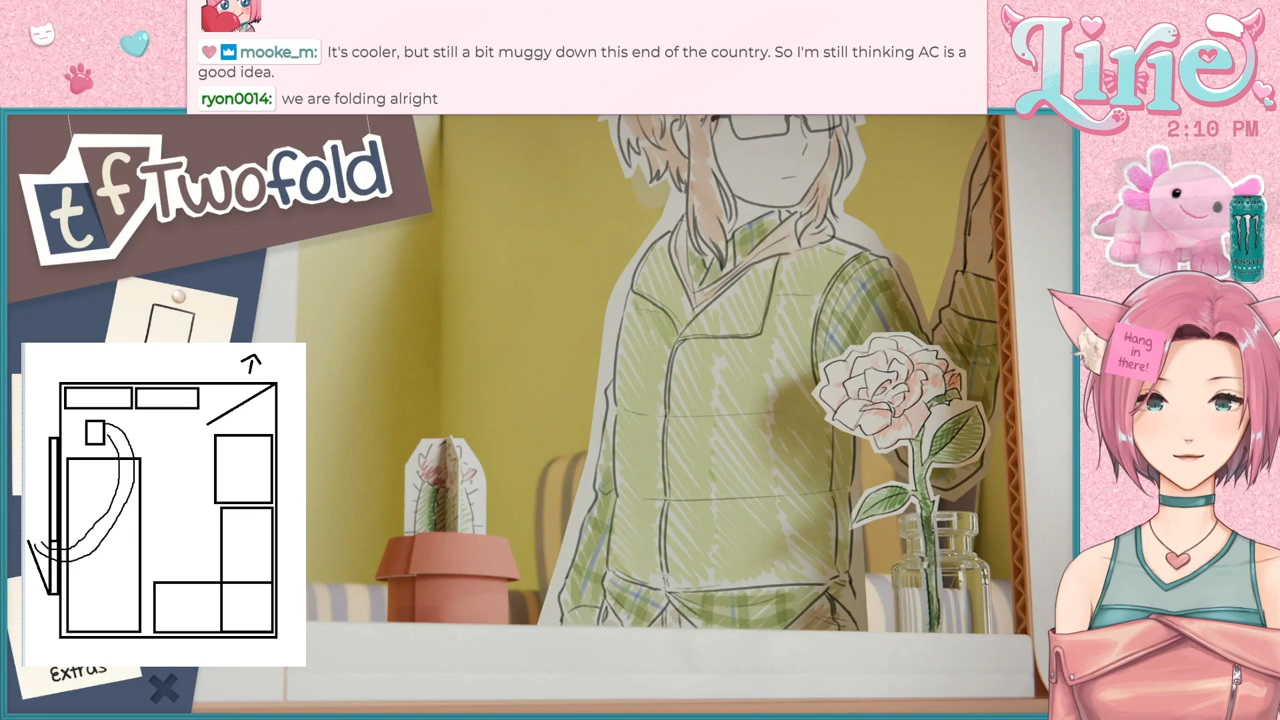 mooke_m: It's cooler, but still a bit muggy down this end of the country. So I'm still thinking AC is a
good idea.
ryon0014: we are folding alright
Lirie
2:10 PM
tf Twofold
Hang
in
there!
Extras